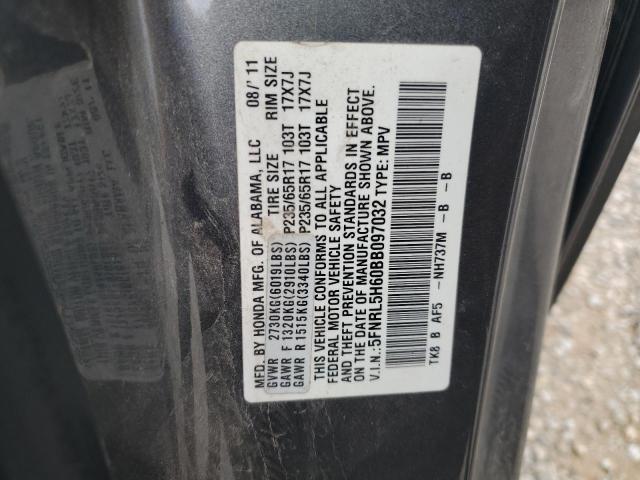 MFD. BY HONDA MFG. OF ALABAMA, LLC 08/'11
GVWR 2730KG(6019LBS) TIRE SIZE RIM SIZE
GAWR F 1320KG(2910LBS) P235/65R17 103T 17X7J
GAWR R 1515KG(3340LBS) P235/65R17 103T 17X7J
THIS VEHICLE CONFORMS TO ALL APPLICABLE
FEDERAL MOTOR VEHICLE SAFETY
AND THEFT PREVENTION STANDARDS IN EFFECT
ON THE DATE OF MANUFACTURE SHOWN ABOVE.
V.I.N.:5FNRL5H60BB097032 TYPE: MPV
TK8 B AF5 -NH737M -B -B